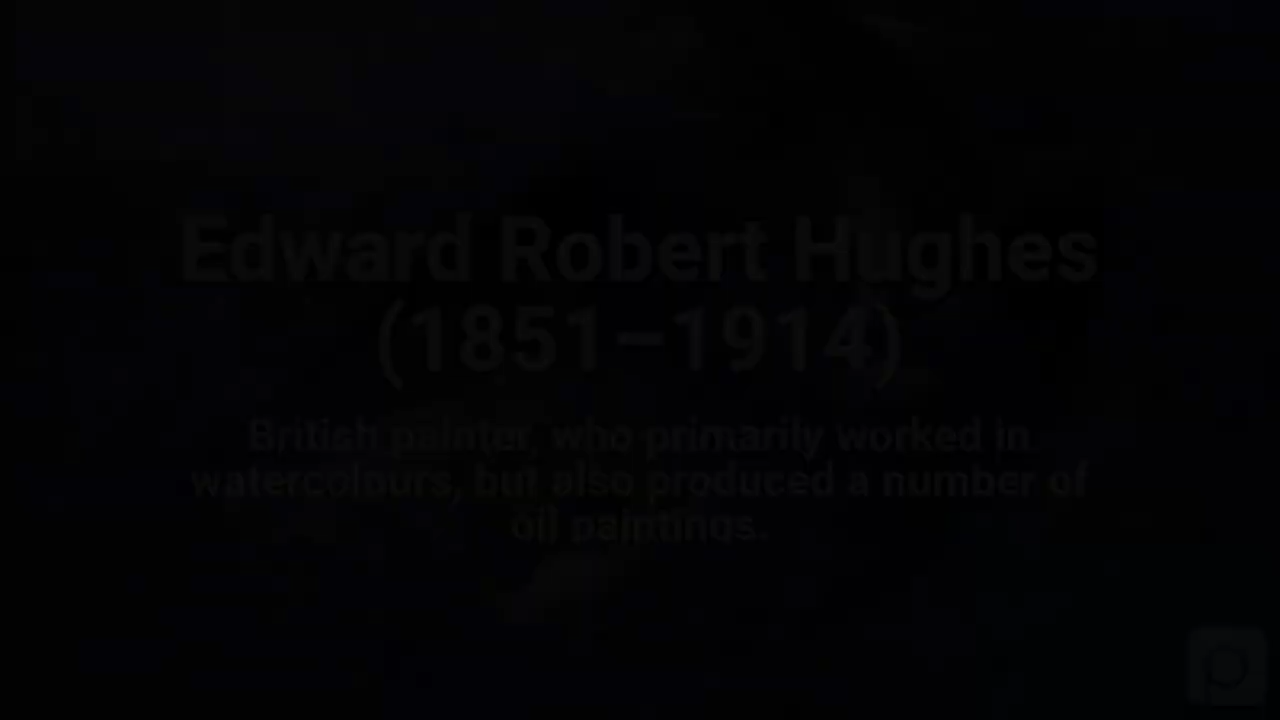 Edward Robert Hughes
(1851–1914)
British painter, who primarily worked in
watercolours, but also produced a number of
oil paintings.